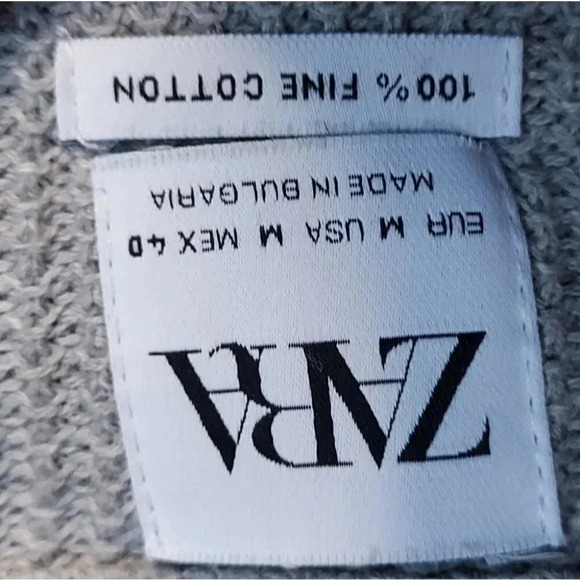 ZARA
EUR M USA M MEX 40
MADE IN BULGARIA
100% FINE COTTON